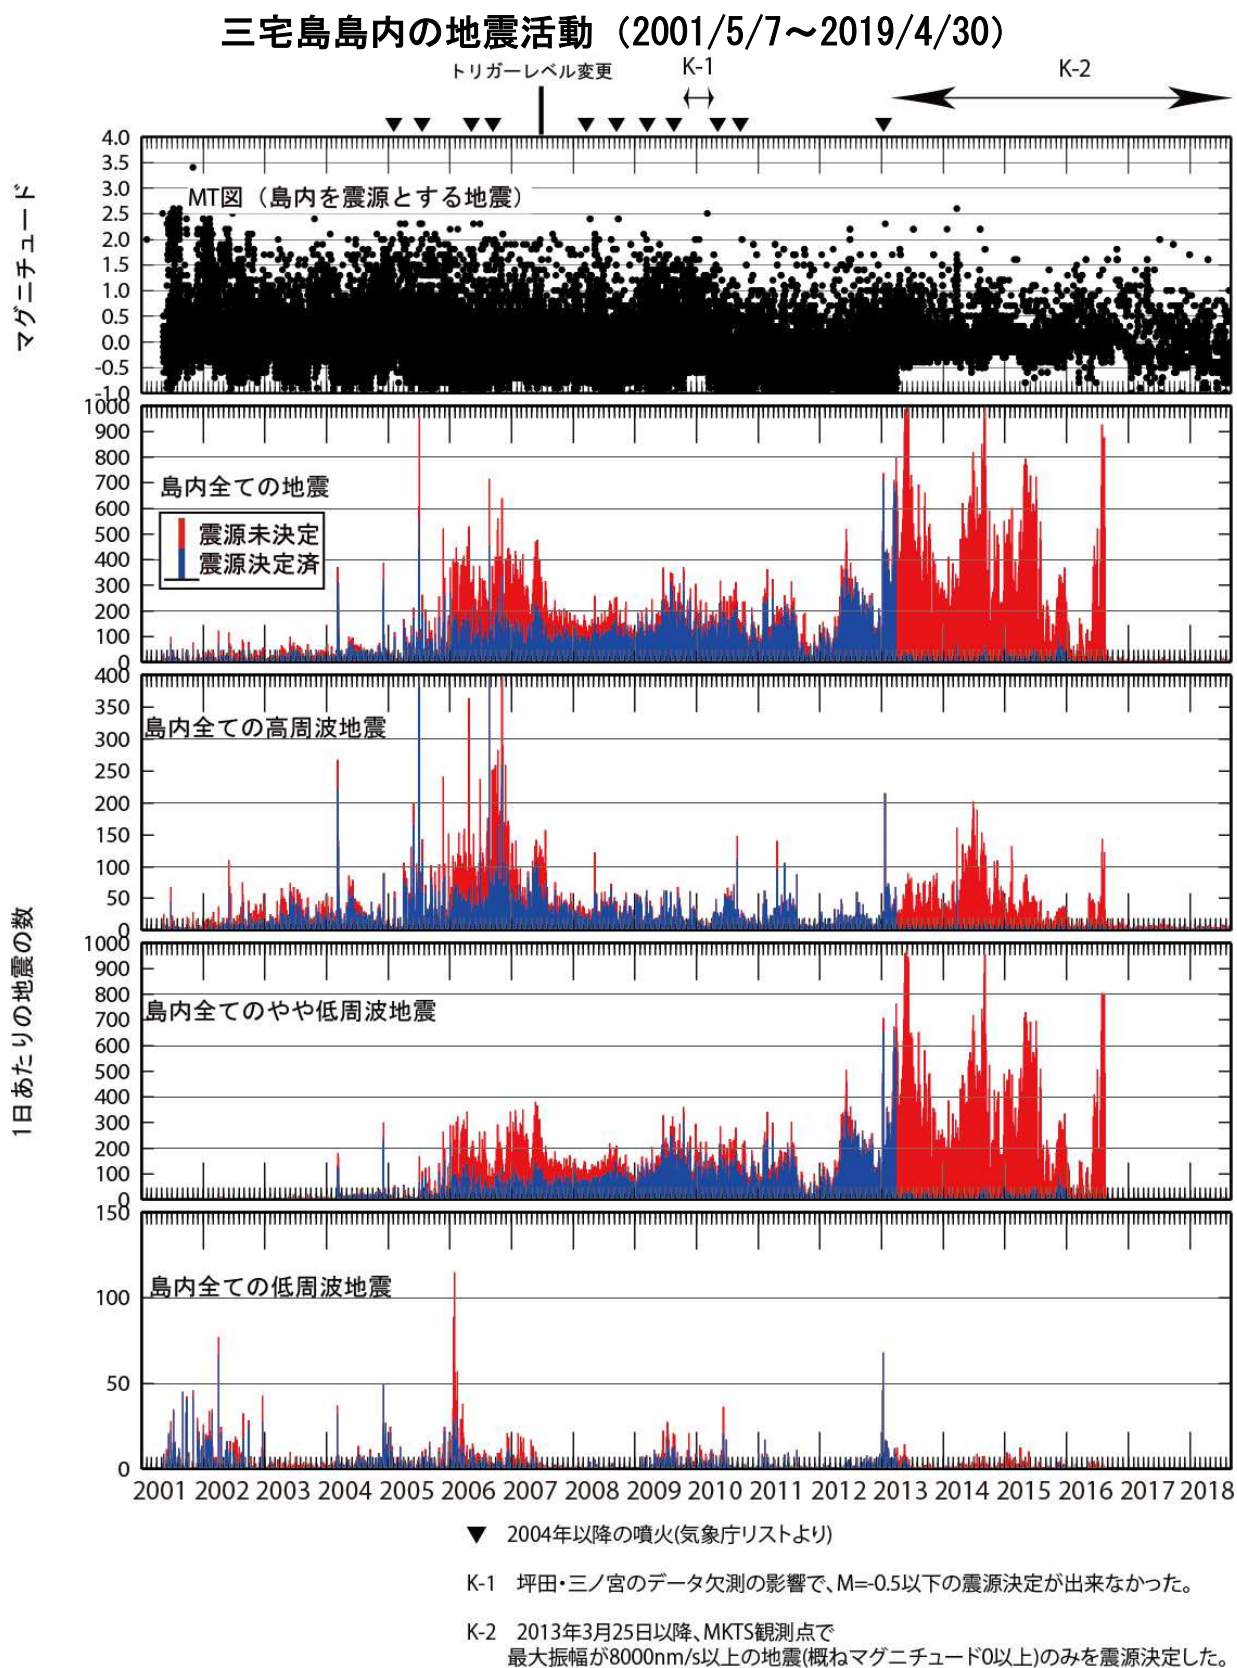 三宅島島内の地震活動（2001/5/7～2019/4/30）
トリガーレベル変更
K-1
K-2
マグニチュード
4.0
3.5
3.0
2.5
2.0
1.5
1.0
0.5
0.0
-0.5
-1.0
MT図（島内を震源とする地震）
1000
900
800
700
600
500
400
300
200
100
0
島内全ての地震
震源未決定
震源決定済
1日あたりの地震の数
400
350
300
250
200
150
100
50
0
島内全ての高周波地震
1000
900
800
700
600
500
400
300
200
100
0
島内全てのやや低周波地震
150
100
50
0
島内全ての低周波地震
2001 2002 2003 2004 2005 2006 2007 2008 2009 2010 2011 2012 2013 2014 2015 2016 2017 2018
▼ 2004年以降の噴火(気象庁リストより)
K-1 坪田・三ノ宮のデータ欠測の影響で、M=-0.5以下の震源決定が出来なかった。
K-2 2013年3月25日以降、MKTS観測点で
最大振幅が8000nm/s以上の地震(概ねマグニチュード0以上)のみを震源決定した。